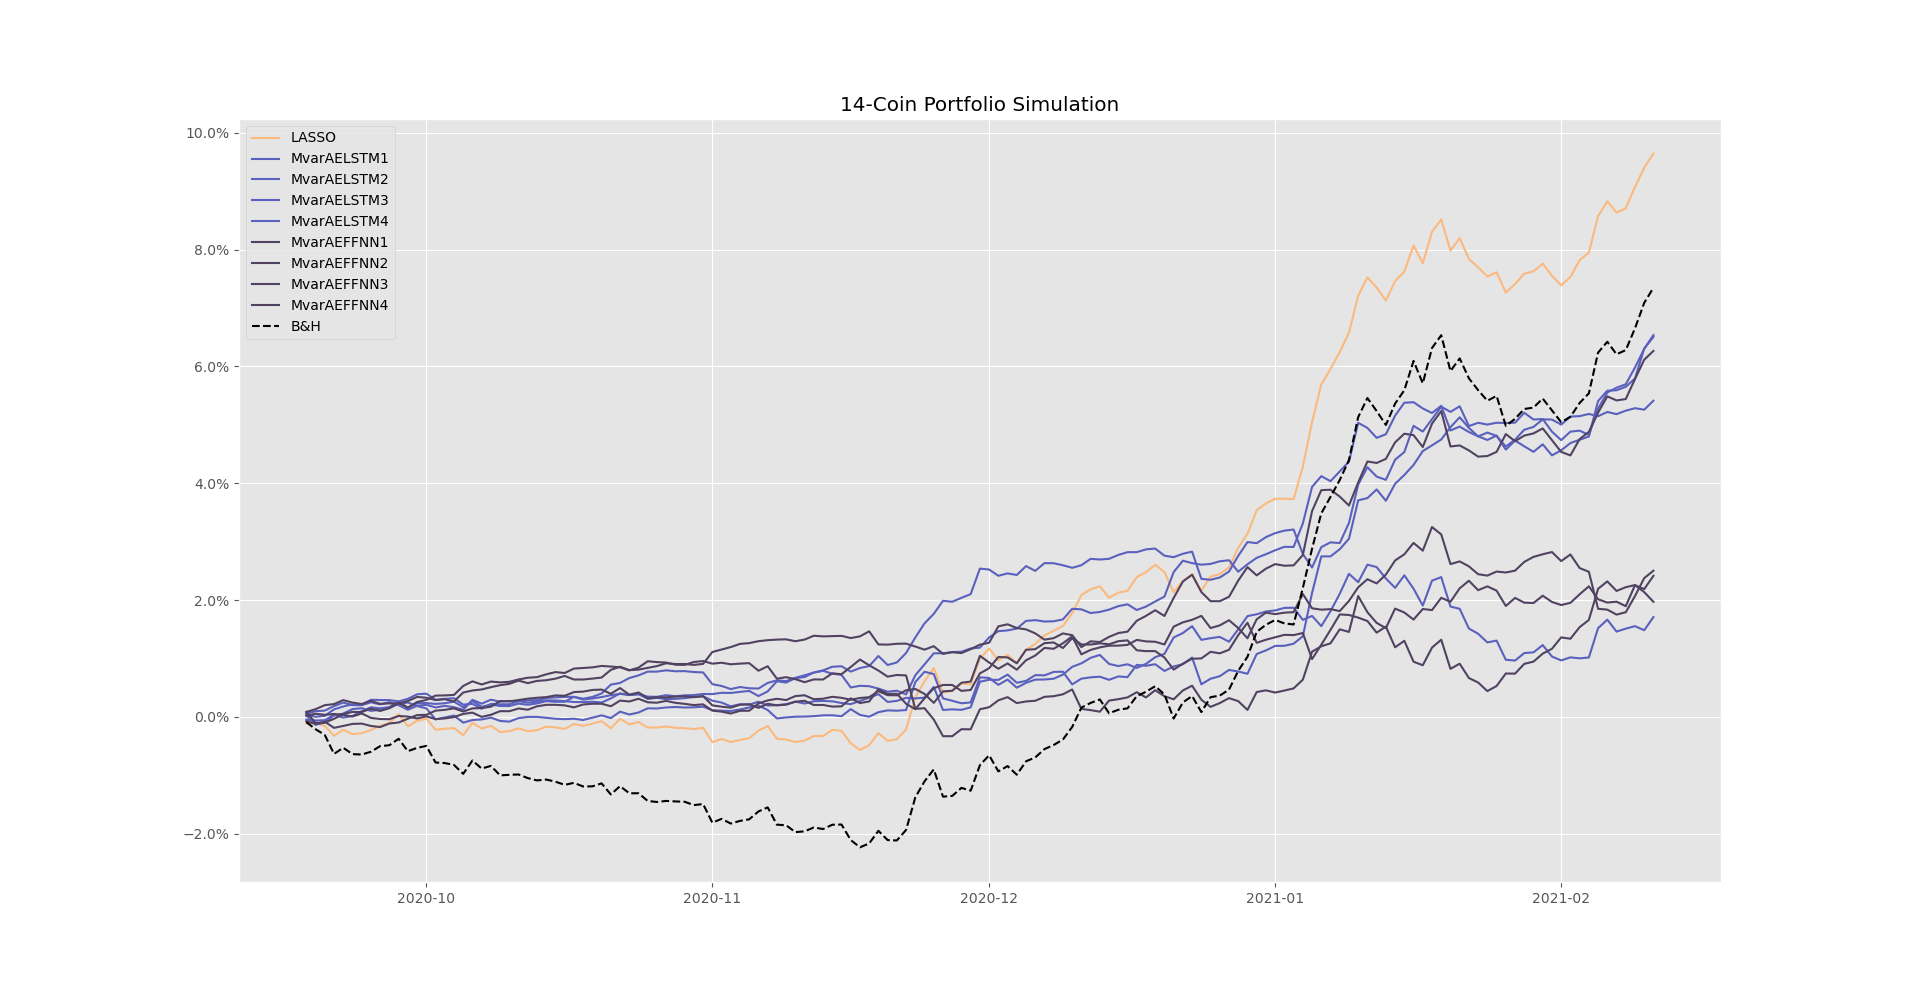 14-Coin Portfolio Simulation
10.0%
8.0%
6.0%
4.0%
2.0%
0.0%
−2.0%
LASSO
MvarAELSTM1
MvarAELSTM2
MvarAELSTM3
MvarAELSTM4
MvarAEFFNN1
MvarAEFFNN2
MvarAEFFNN3
MvarAEFFNN4
B&H
2020-10
2020-11
2020-12
2021-01
2021-02